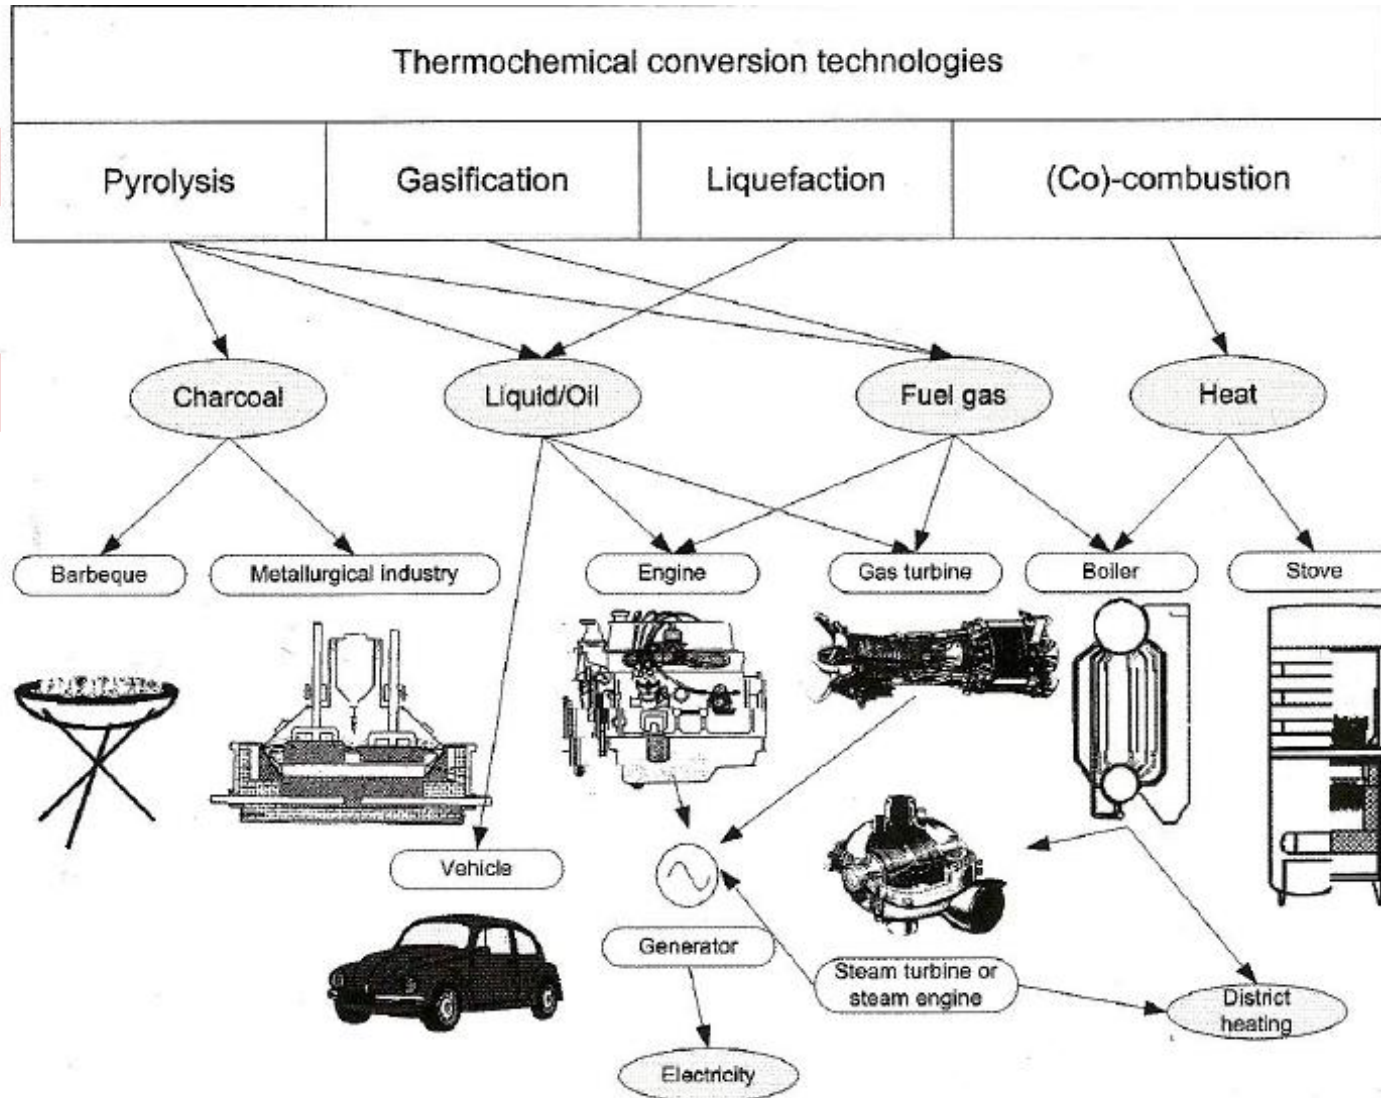 Thermochemical conversion technologies
Pyrolysis
Gasification
Liquefaction
(Co)-combustion
Charcoal
Liquid/Oil
Fuel gas
Heat
Barbeque
Metallurgical industry
Engine
Gas turbine
Boiler
Stove
Vehicle
Generator
Steam turbine or
steam engine
District
heating
Electricity